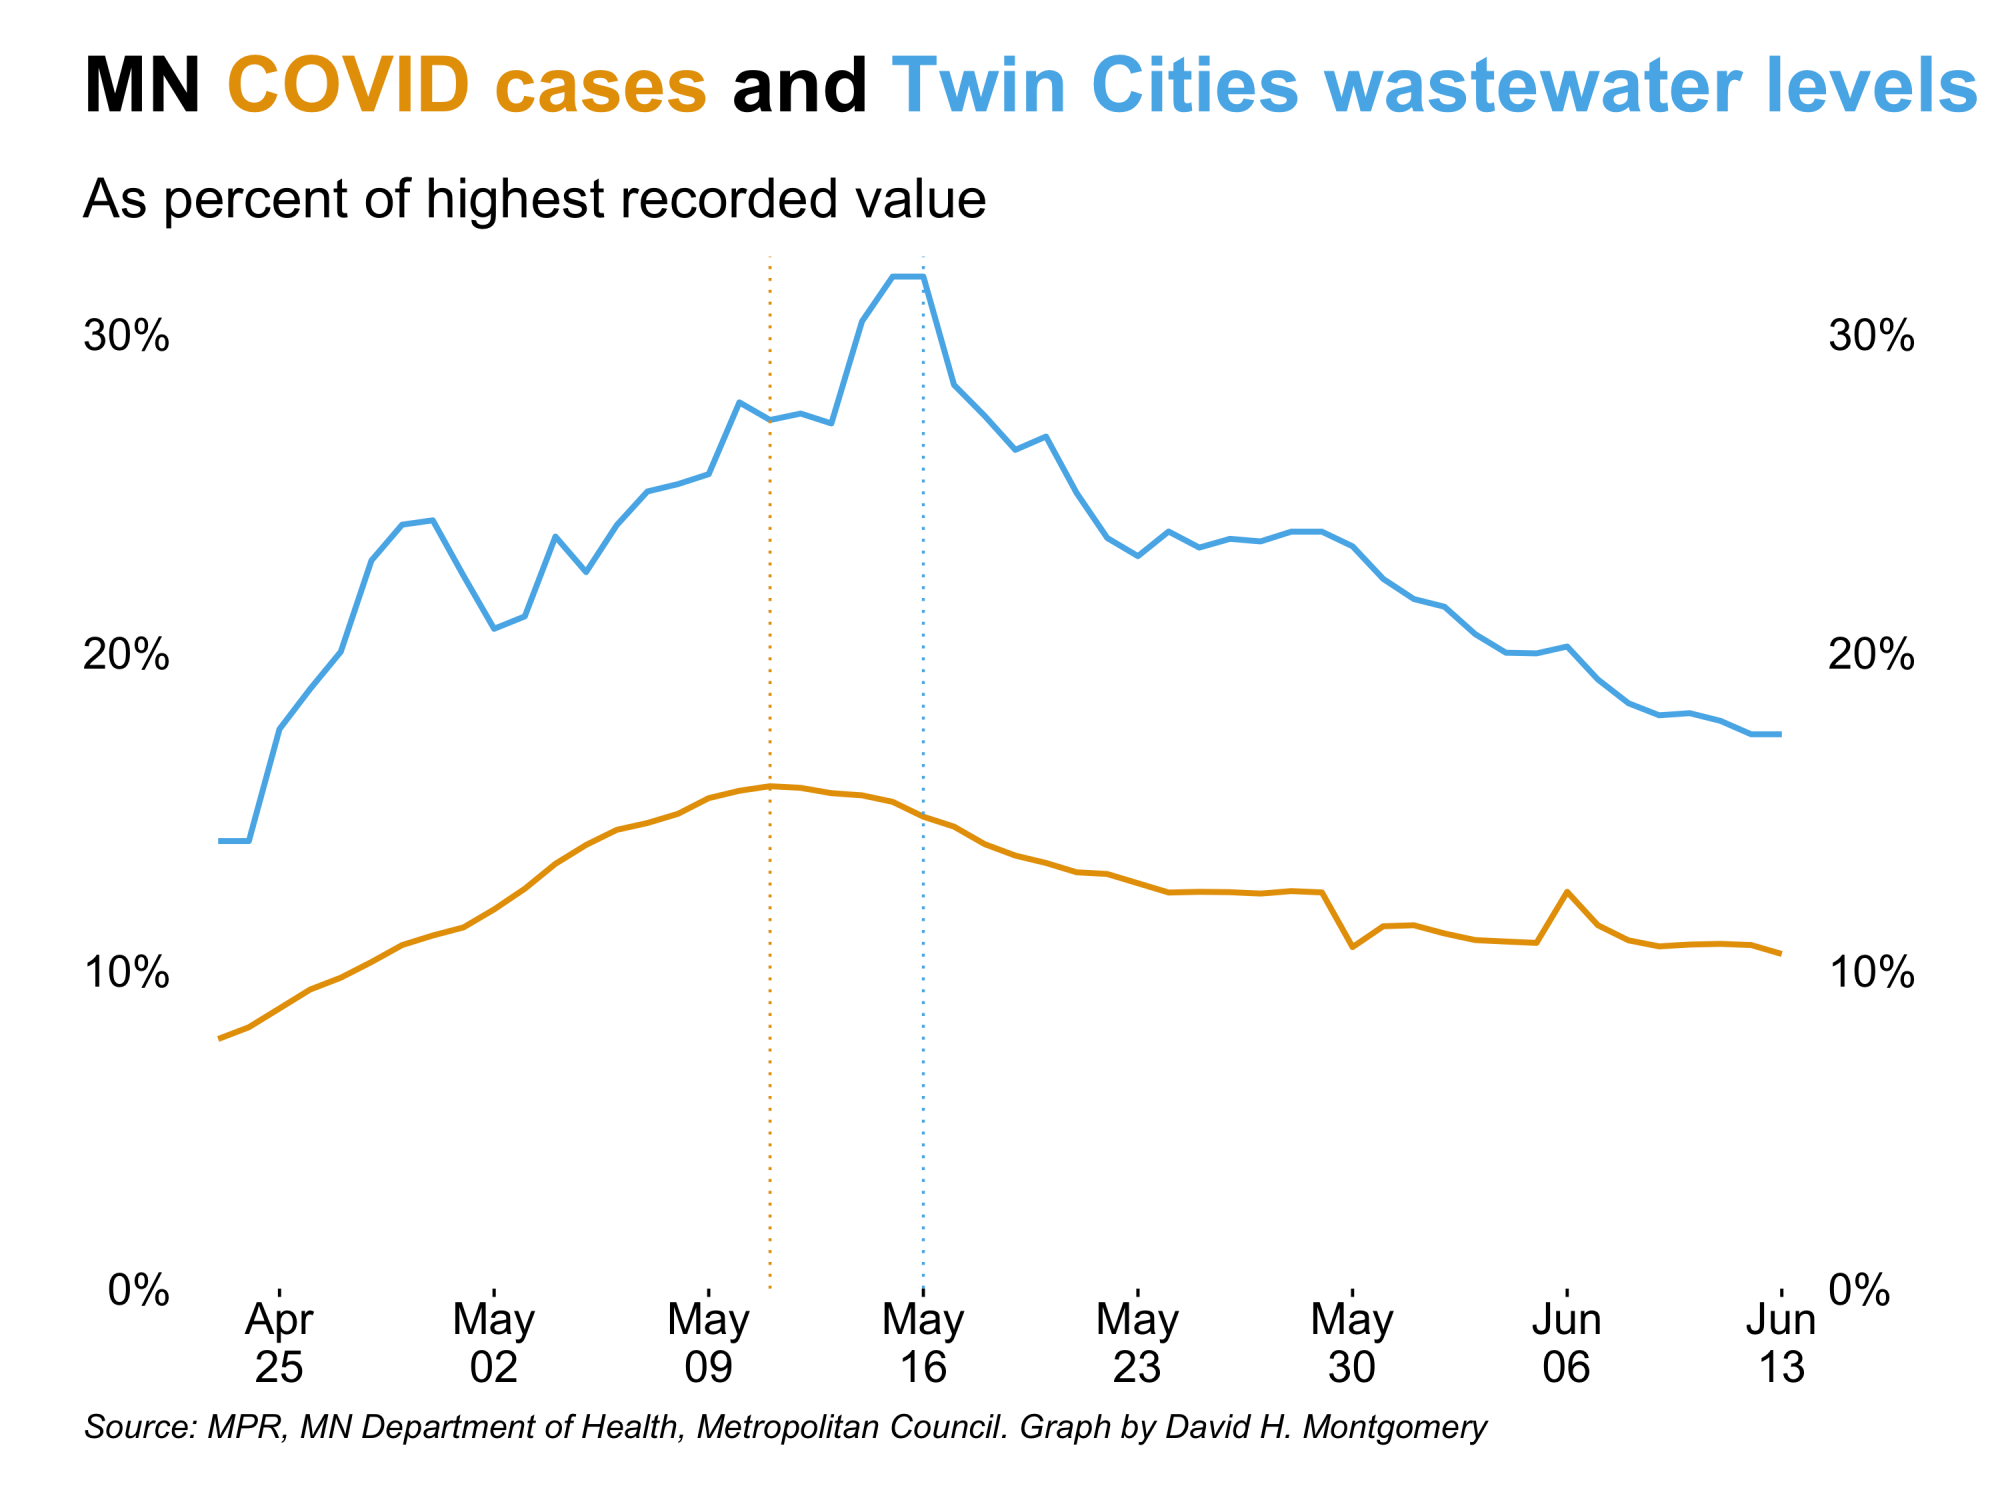 MN COVID cases and Twin Cities wastewater levels
As percent of highest recorded value
30% 30%
20% 20%
10% 10%
0% 0%
Apr May May May May May Jun Jun
25 02 09 16 23 30 06 13
Source: MPR, MN Department of Health, Metropolitan Council. Graph by David H. Montgomery